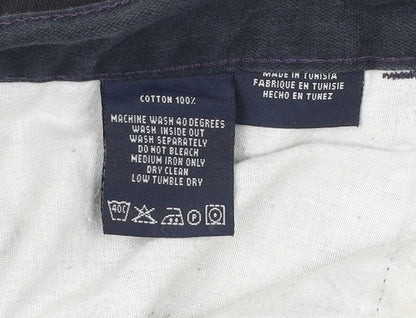 COTTON 100%
MACHINE WASH 40 DEGREES
WASH INSIDE OUT
WASH SEPARATELY
DO NOT BLEACH
MEDIUM IRON ONLY
DRY CLEAN
LOW TUMBLE DRY
40C P
MADE IN TUNISIA
FABRIQUE EN TUNISIE
HECHO EN TUNEZ